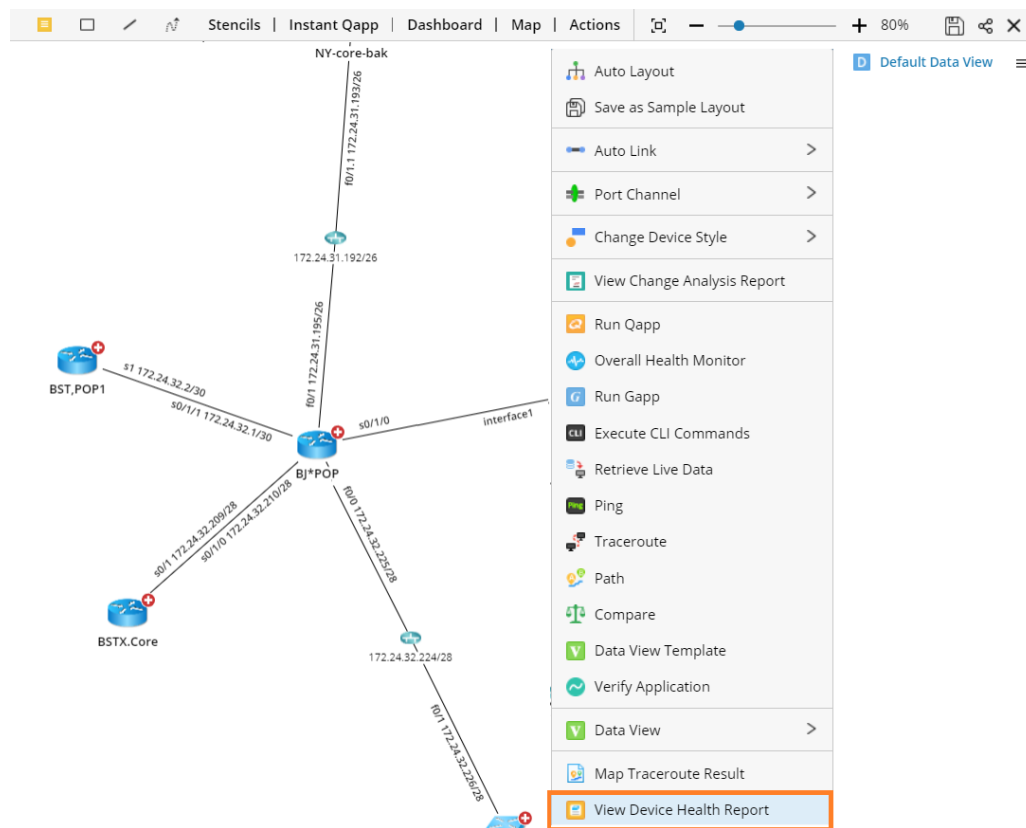 Stencils | Instant Qapp | Dashboard | Map | Actions 80%
NY-core-bak
f0/1.1 172.24.31.193/26
172.24.31.192/26
f0/1 172.24.31.195/26
BST,POP1
s1 172.24.32.2/30
s0/1/1 172.24.32.1/30
s0/1/0
interface1
BJ*POP
s0/1 172.24.32.209/28
s0/1/0 172.24.32.210/28
f0/0 172.24.32.225/28
BSTX.Core
172.24.32.224/28
f0/1 172.24.32.226/28
Auto Layout
Save as Sample Layout
Auto Link
Port Channel
Change Device Style
View Change Analysis Report
Run Qapp
Overall Health Monitor
G Run Gapp
CLI Execute CLI Commands
Retrieve Live Data
Ping Ping
Traceroute
Path
Compare
V Data View Template
Verify Application
V Data View
Map Traceroute Result
View Device Health Report
D Default Data View